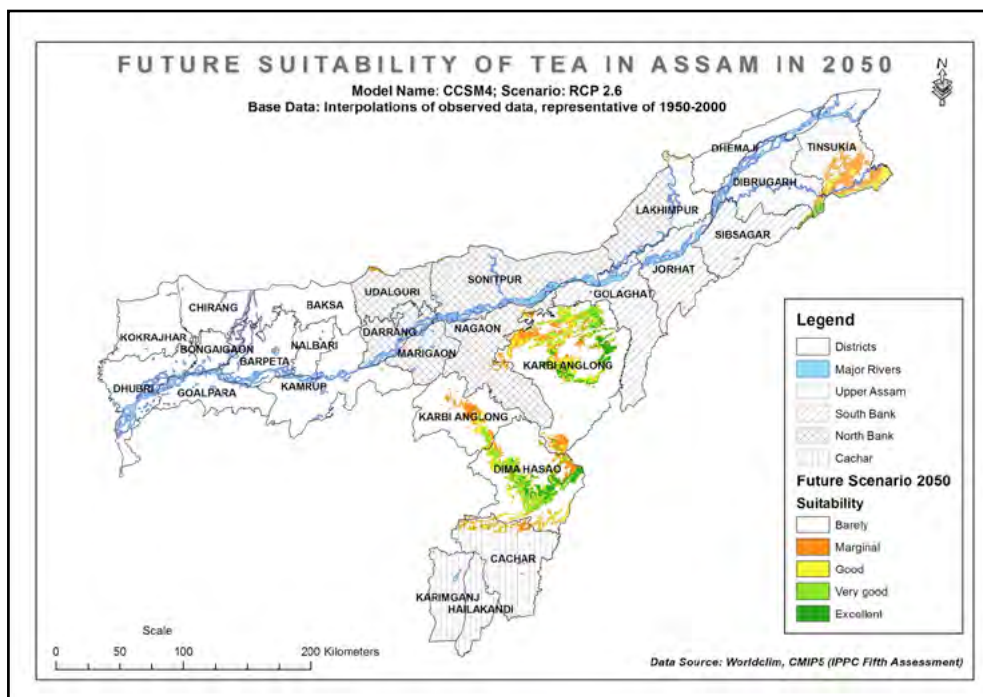 FUTURE SUITABILITY OF TEA IN ASSAM IN 2050
Model Name: CCSM4; Scenario: RCP 2.6
Base Data: Interpolations of observed data, representative of 1950-2000
N
DHEMAJI
TINSUKIA
DIBRUGARH
LAKHIMPUR
SIBSAGAR
JORHAT
SONITPUR
UDALGURI
GOLAGHAT
BAKSA
CHIRANG
KOKRAJHAR
DARRANG
NAGAON
NALBARI
BONGAIGAON
MARIGAON
BARPETA
KARBI ANGLONG
DHUBRI
GOALPARA
KAMRUP
KARBI ANGLONG
DIMA HASAO
CACHAR
KARIMGANJ
HAILAKANDI
Legend
Districts
Major Rivers
Upper Assam
South Bank
North Bank
Cachar
Future Scenario 2050
Suitability
Barely
Marginal
Good
Very good
Excellent
Scale
0 50 100 200 Kilometers
Data Source: Worldclim, CMIP5 (IPPC Fifth Assessment)